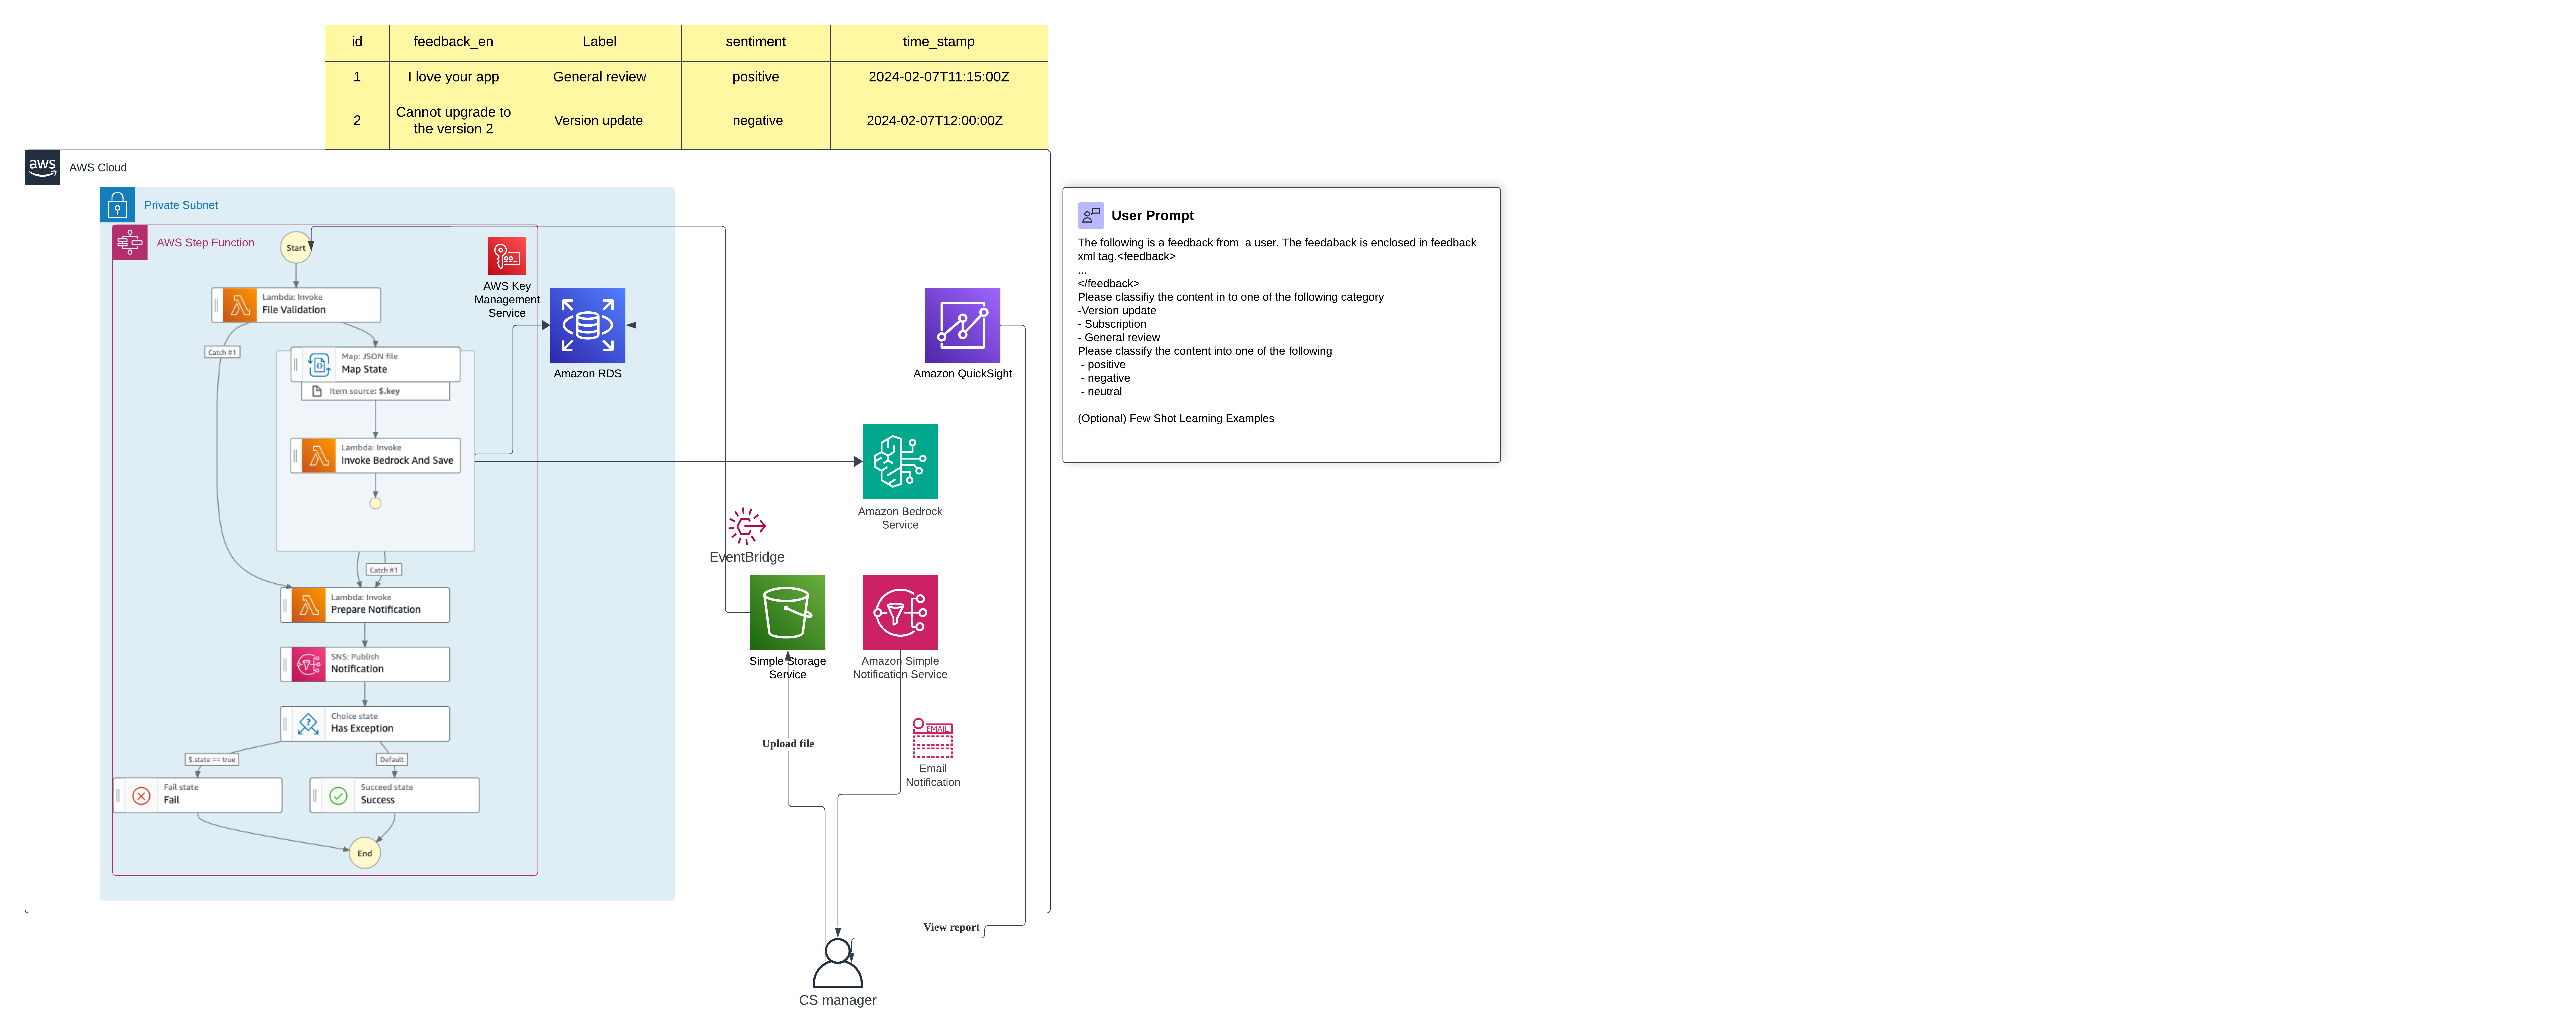 id feedback_en Label sentiment time_stamp
1 I love your app General review positive 2024-02-07T11:15:00Z
2 Cannot upgrade to the version 2 Version update negative 2024-02-07T12:00:00Z
aws AWS Cloud
Private Subnet
AWS Step Function
Start
Lambda: Invoke
File Validation
Catch #1
Map: JSON file
Map State
Item source: $.key
Lambda: Invoke
Invoke Bedrock And Save
Catch #1
Lambda: Invoke
Prepare Notification
SNS: Publish
Notification
Choice state
Has Exception
$.state == true
Default
Fail state
Fail
Succeed state
Success
End
AWS Key
Management
Service
Amazon RDS
Amazon QuickSight
Amazon Bedrock
Service
EventBridge
Simple Storage
Service
Amazon Simple
Notification Service
Upload file
EMAIL
Email
Notification
View report
CS manager
User Prompt
The following is a feedback from  a user. The feedaback is enclosed in feedback
xml tag.<feedback>
...
</feedback>
Please classifiy the content in to one of the following category
-Version update
- Subscription
- General review
Please classify the content into one of the following
- positive
- negative
- neutral
(Optional) Few Shot Learning Examples